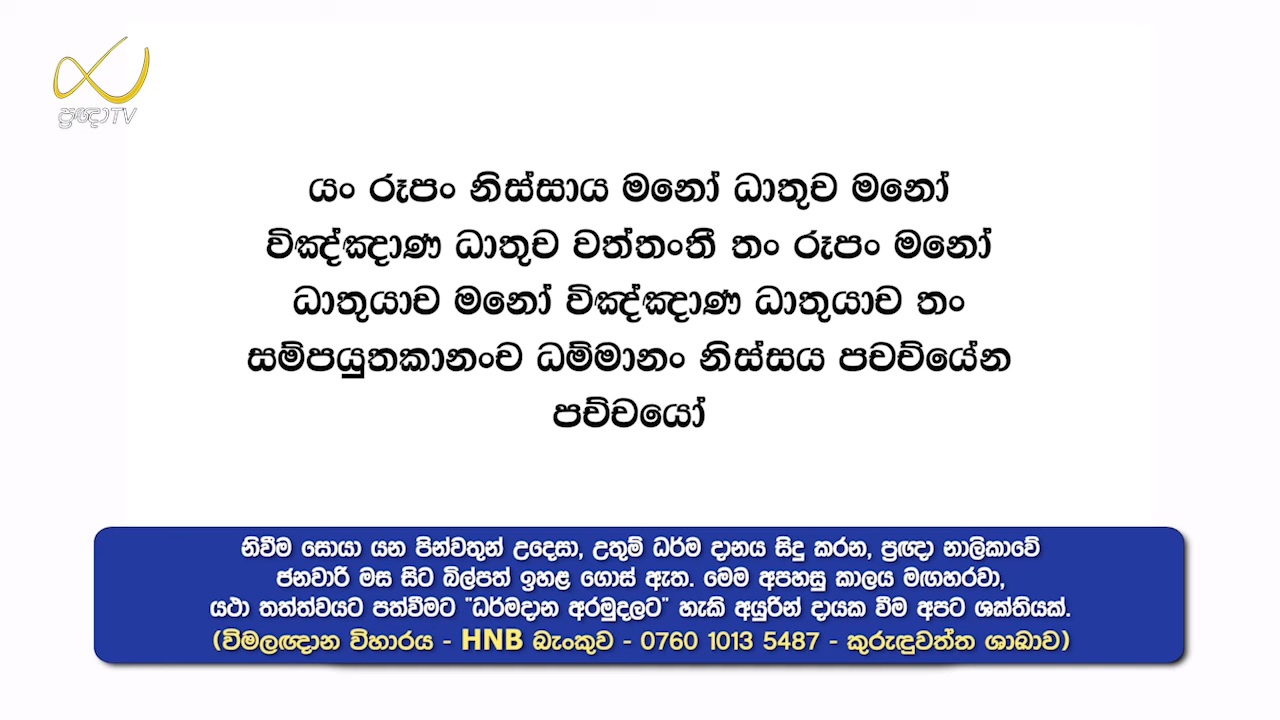 ප්‍රඥාTV
යං රූපං නිස්සාය මනෝ ධාතුච මනෝ
විඤ්ඤාණ ධාතුච වත්තංතී තං රූපං මනෝ
ධාතුයාච මනෝ විඤ්ඤාණ ධාතුයාච තං
සම්පයුතකානංච ධම්මානං නිස්සය පචච්යේන
පච්චයෝ
නිවීම සොයා යන පින්වතුන් උදෙසා, උතුම් ධර්ම දානය සිදු කරන, ප්‍රඥා නාලිකාවේ
ජනවාරි මස සිට බිල්පත් ඉහළ ගොස් ඇත. මෙම අපහසු කාලය මඟහරවා,
යථා තත්ත්වයට පත්වීමට "ධර්මදාන අරමුදලට" හැකි අයුරින් දායක වීම අපට ශක්තියක්.
(විමලඥාන විහාරය - HNB බැංකුව - 0760 1013 5487 - කුරුඳුවත්ත ශාඛාව)